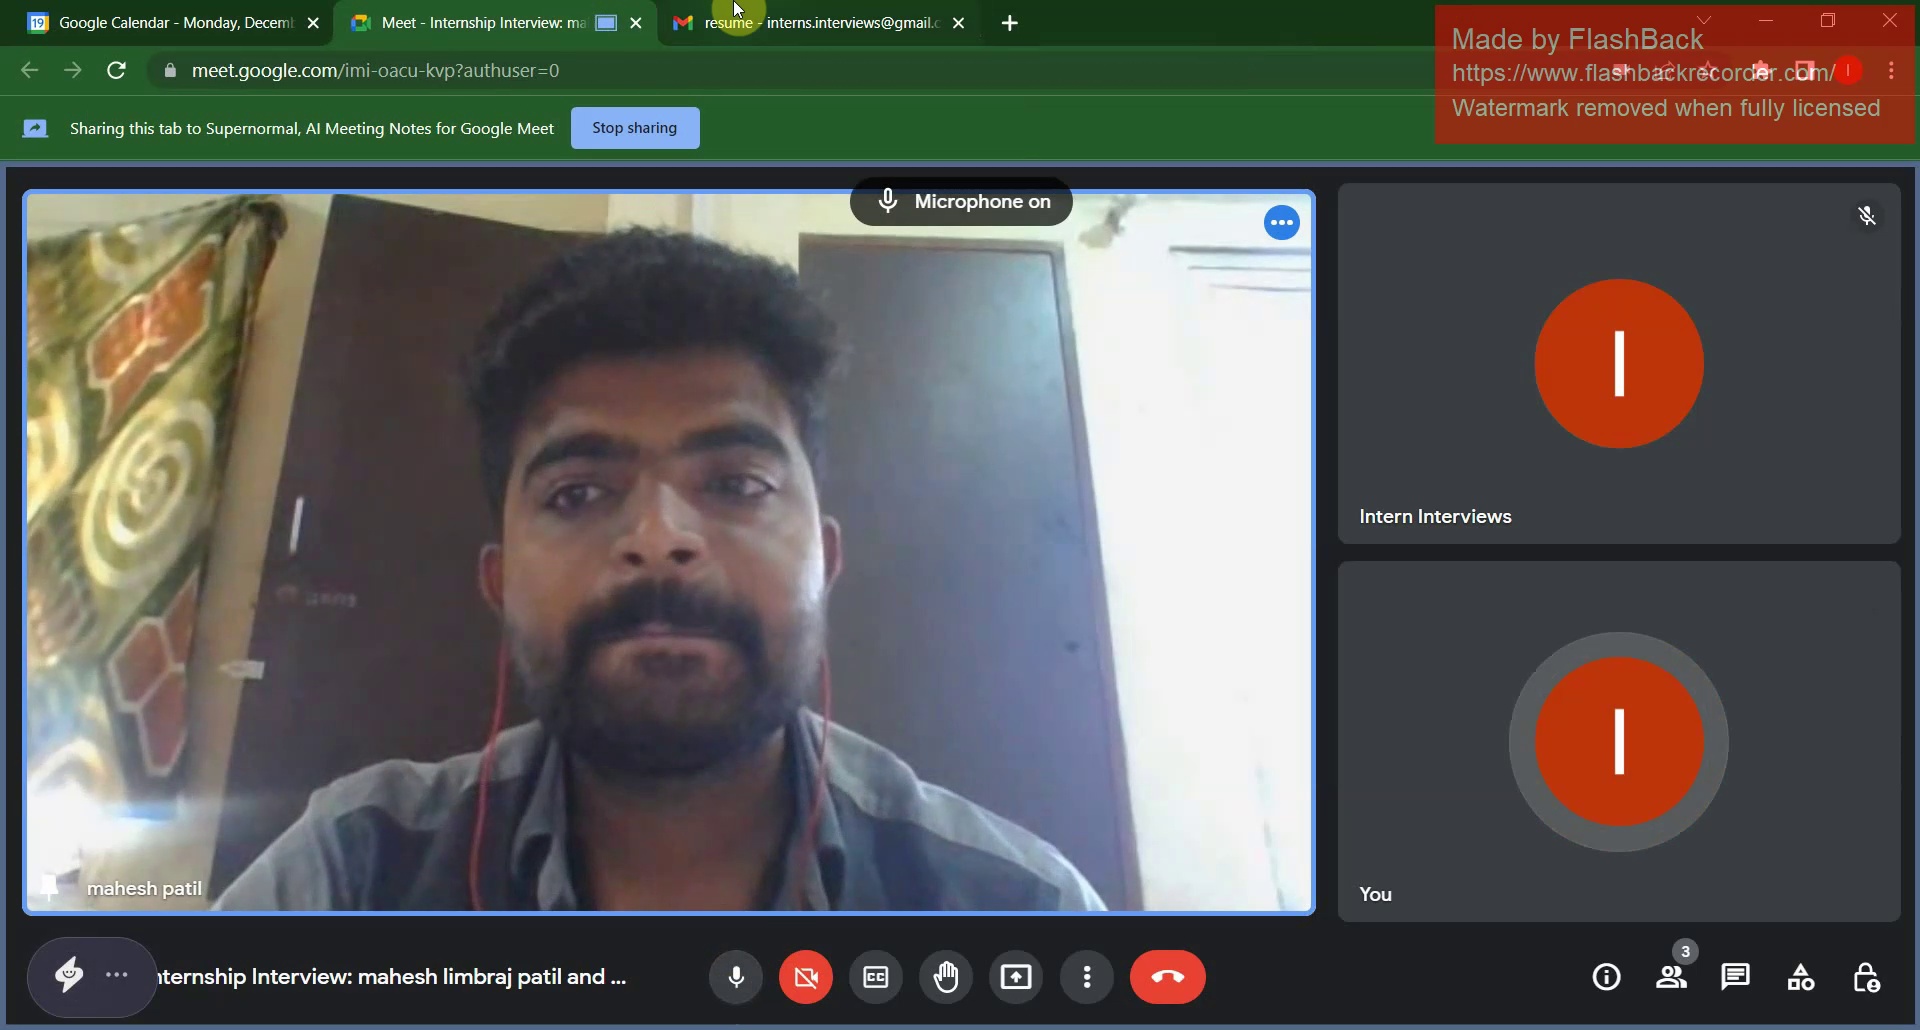 19
Google Calendar - Monday, Decem
Meet - Internship Interview: ma
resume - interns.interviews@gmail.c
meet.google.com/imi-oacu-kvp?authuser=0
Made by FlashBack
https://www.flashbackrecorder.com/
Watermark removed when fully licensed
Sharing this tab to Supernormal, AI Meeting Notes for Google Meet
Stop sharing
Microphone on
I
Intern Interviews
mahesh patil
I
You
nternship Interview: mahesh limbraj patil and ...
CC
3